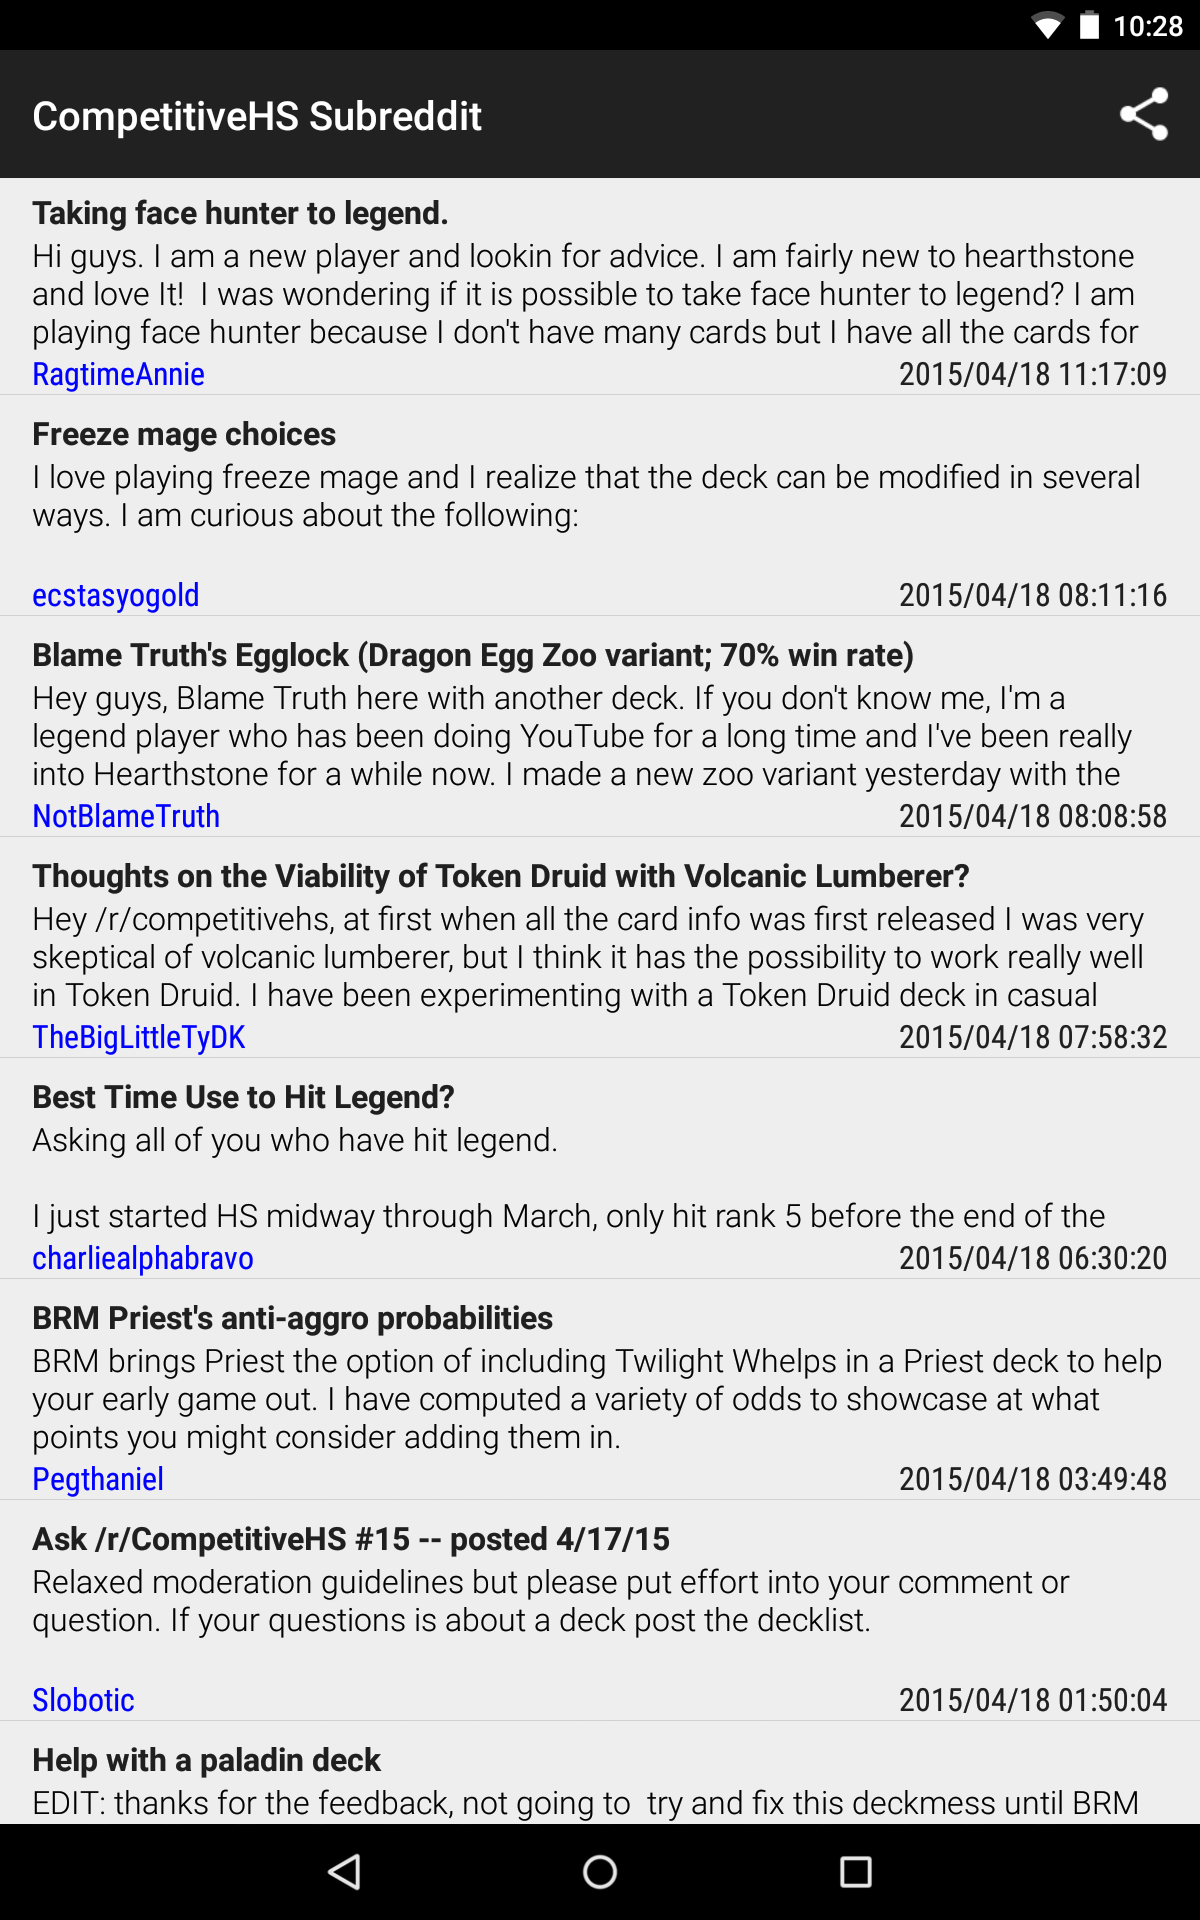 10:28
CompetitiveHS Subreddit
Taking face hunter to legend.
Hi guys. I am a new player and lookin for advice. I am fairly new to hearthstone
and love It!  I was wondering if it is possible to take face hunter to legend? I am
playing face hunter because I don't have many cards but I have all the cards for
RagtimeAnnie 2015/04/18 11:17:09
Freeze mage choices
I love playing freeze mage and I realize that the deck can be modified in several
ways. I am curious about the following:
ecstasyogold 2015/04/18 08:11:16
Blame Truth's Egglock (Dragon Egg Zoo variant; 70% win rate)
Hey guys, Blame Truth here with another deck. If you don't know me, I'm a
legend player who has been doing YouTube for a long time and I've been really
into Hearthstone for a while now. I made a new zoo variant yesterday with the
NotBlameTruth 2015/04/18 08:08:58
Thoughts on the Viability of Token Druid with Volcanic Lumberer?
Hey /r/competitivehs, at first when all the card info was first released I was very
skeptical of volcanic lumberer, but I think it has the possibility to work really well
in Token Druid. I have been experimenting with a Token Druid deck in casual
TheBigLittleTyDK 2015/04/18 07:58:32
Best Time Use to Hit Legend?
Asking all of you who have hit legend.
I just started HS midway through March, only hit rank 5 before the end of the
charliealphabravo 2015/04/18 06:30:20
BRM Priest's anti-aggro probabilities
BRM brings Priest the option of including Twilight Whelps in a Priest deck to help
your early game out. I have computed a variety of odds to showcase at what
points you might consider adding them in.
Pegthaniel 2015/04/18 03:49:48
Ask /r/CompetitiveHS #15 -- posted 4/17/15
Relaxed moderation guidelines but please put effort into your comment or
question. If your questions is about a deck post the decklist.
Slobotic 2015/04/18 01:50:04
Help with a paladin deck
EDIT: thanks for the feedback, not going to  try and fix this deckmess until BRM